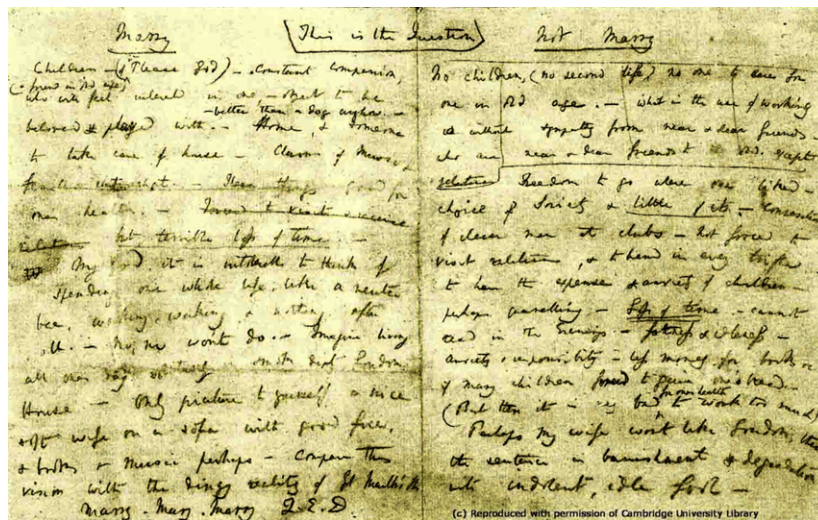 This is the Question
Marry
Children — (if it Please God) — Constant companion,
(& friend in old age)
who will feel interested in one — object to be
— better than a dog anyhow —
beloved & played with. — Home, & someone
to take care of house — Charms of music &
female chit-chat. — These things good for
one's health. — Forced to visit & receive
relations but terrible loss of time. —
My God, it is intolerable to think of
spending one's whole life, like a neuter
bee, working, working & nothing after
all. — No, no won't do. — Imagine living
all one's day solitarily in smoky dirty London
House. — Only picture to yourself a nice
soft wife on a sofa with good fire,
& books & music perhaps — Compare this
vision with the dingy reality of Gt Marlbro' St.
Marry. Mary. Marry Q.E.D.
Not Marry
No children, (no second life) no one to care for
one in old age. — What is the use of working
without sympathy from near & dear friends —
who are near & dear friends to the old, except
relatives
Freedom to go where one liked —
choice of Society & little of it. — Conversation
of clever men at clubs — Not forced to
visit relatives, & to bend in every trifle —
to have the expense & anxiety of children —
perhaps quarrelling — Loss of time. — cannot
read in the Evenings — fatness & idleness —
anxiety & responsibility — less money for books &c
if many children forced to gain one's bread. —
(But then it is very bad for one's health to work too much)
Perhaps my wife won't like London; then
the sentence is banishment & degradation
into indolent, idle fool —
(c) Reproduced with permission of Cambridge University Library